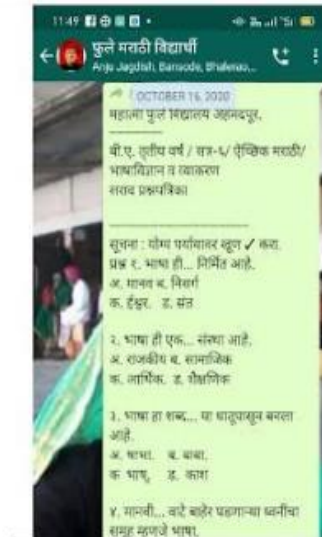 11:49
फुले मराठी विद्यार्थी
Anju Jagdish, Bansode, Bhalerao,...
OCTOBER 16, 2020
महात्मा फुले विद्यालय अहमदपूर.
----------
बी.ए. तृतीय वर्ष / सत्र-६/ ऐच्छिक मराठी/
भाषाविज्ञान व व्याकरण
सराव प्रश्नपत्रिका
--------------------------
सूचना : योग्य पर्यायावर खूण ✓ करा.
प्रश्न १. भाषा ही... निर्मित आहे.
अ. मानव ब. निसर्ग
क. ईश्वर. ड. संत
२. भाषा ही एक... संस्था आहे.
अ. राजकीय ब. सामाजिक
क. आर्थिक. ड. शैक्षणिक
३. भाषा हा शब्द... या धातूपासून बनला
आहे.
अ. भाषा. ब. बाबा.
क भाष्, ड. काश
४. मानवी... वाटे बाहेर पडणाऱ्या ध्वनींचा
समूह म्हणजे भाषा.